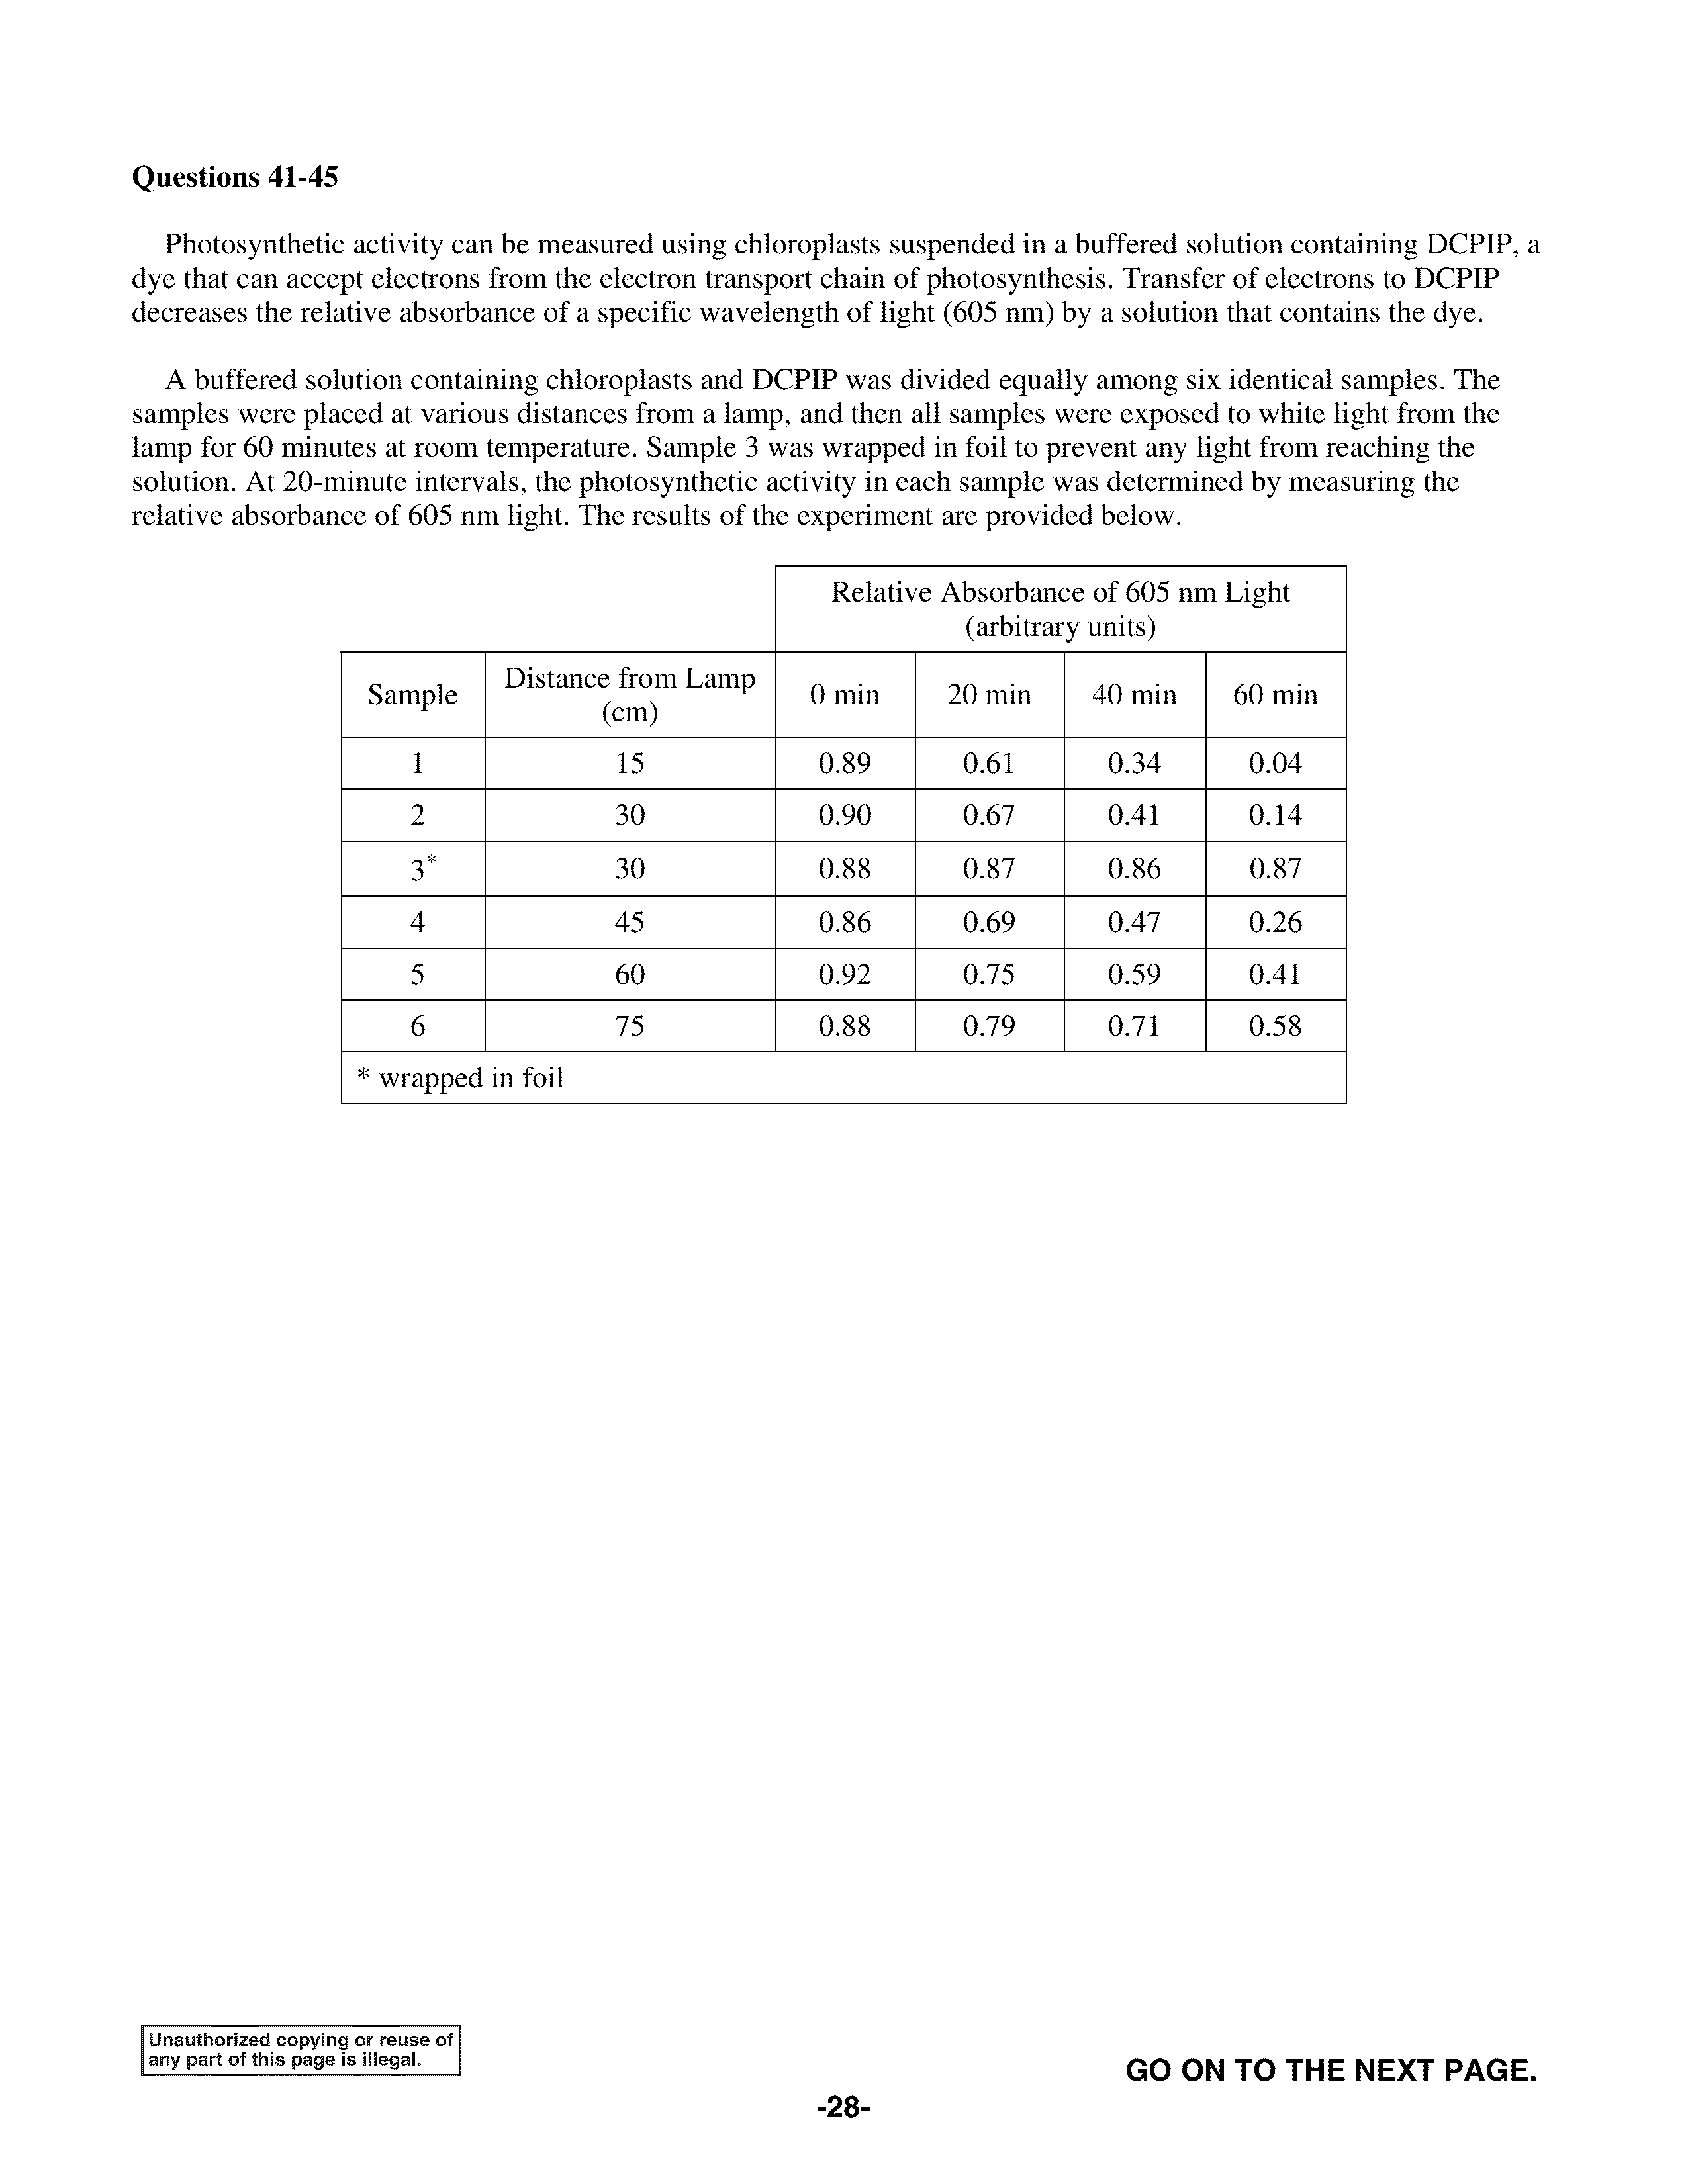 Questions 41-45
Photosynthetic activity can be measured using chloroplasts suspended in a buffered solution containing DCPIP, a
dye that can accept electrons from the electron transport chain of photosynthesis. Transfer of electrons to DCPIP
decreases the relative absorbance of a specific wavelength of light (605 nm) by a solution that contains the dye.
A buffered solution containing chloroplasts and DCPIP was divided equally among six identical samples. The
samples were placed at various distances from a lamp, and then all samples were exposed to white light from the
lamp for 60 minutes at room temperature. Sample 3 was wrapped in foil to prevent any light from reaching the
solution. At 20-minute intervals, the photosynthetic activity in each sample was determined by measuring the
relative absorbance of 605 nm light. The results of the experiment are provided below.
Relative Absorbance of 605 nm Light
(arbitrary units)
Sample Distance from Lamp (cm) 0 min 20 min 40 min 60 min
1 15 0.89 0.61 0.34 0.04
2 30 0.90 0.67 0.41 0.14
3* 30 0.88 0.87 0.86 0.87
4 45 0.86 0.69 0.47 0.26
5 60 0.92 0.75 0.59 0.41
6 75 0.88 0.79 0.71 0.58
* wrapped in foil
Unauthorized copying or reuse of
any part of this page is illegal.
GO ON TO THE NEXT PAGE.
-28-